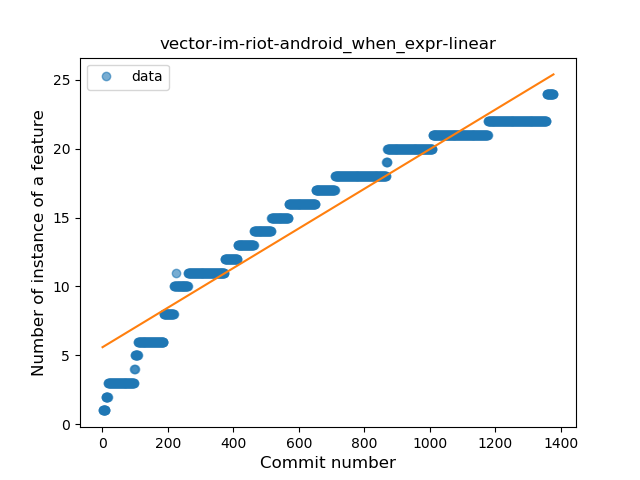 vector-im-riot-android_when_expr-linear
data
Number of instance of a feature
25
20
15
10
5
0
0 200 400 600 800 1000 1200 1400
Commit number